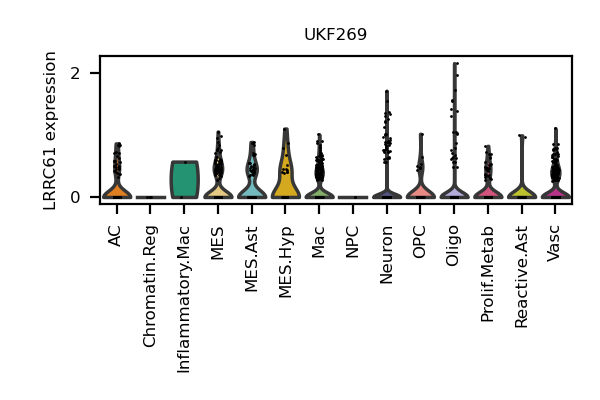 UKF269
LRRC61 expression
2
0
AC
Chromatin.Reg
Inflammatory.Mac
MES
MES.Ast
MES.Hyp
Mac
NPC
Neuron
OPC
Oligo
Prolif.Metab
Reactive.Ast
Vasc